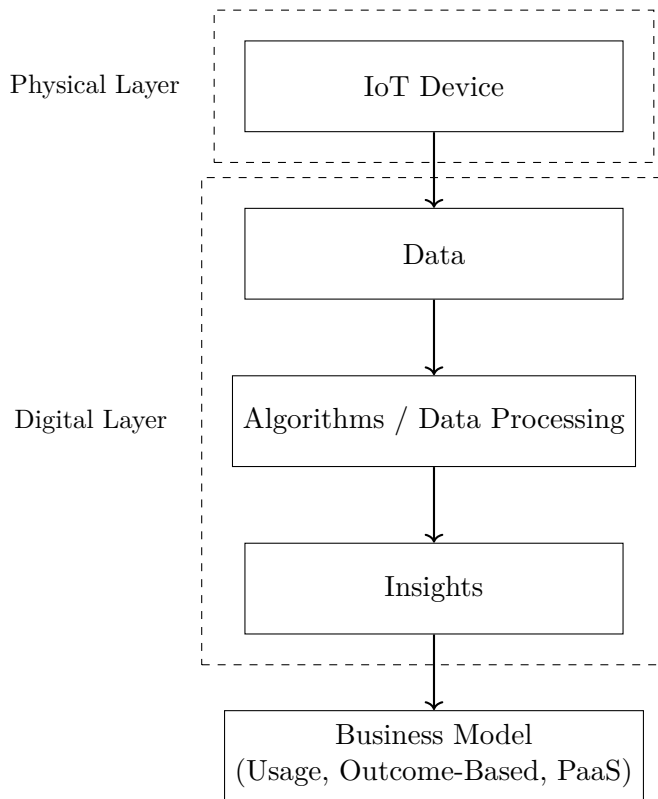 Physical Layer
IoT Device
Data
Digital Layer
Algorithms / Data Processing
Insights
Business Model
(Usage, Outcome-Based, PaaS)